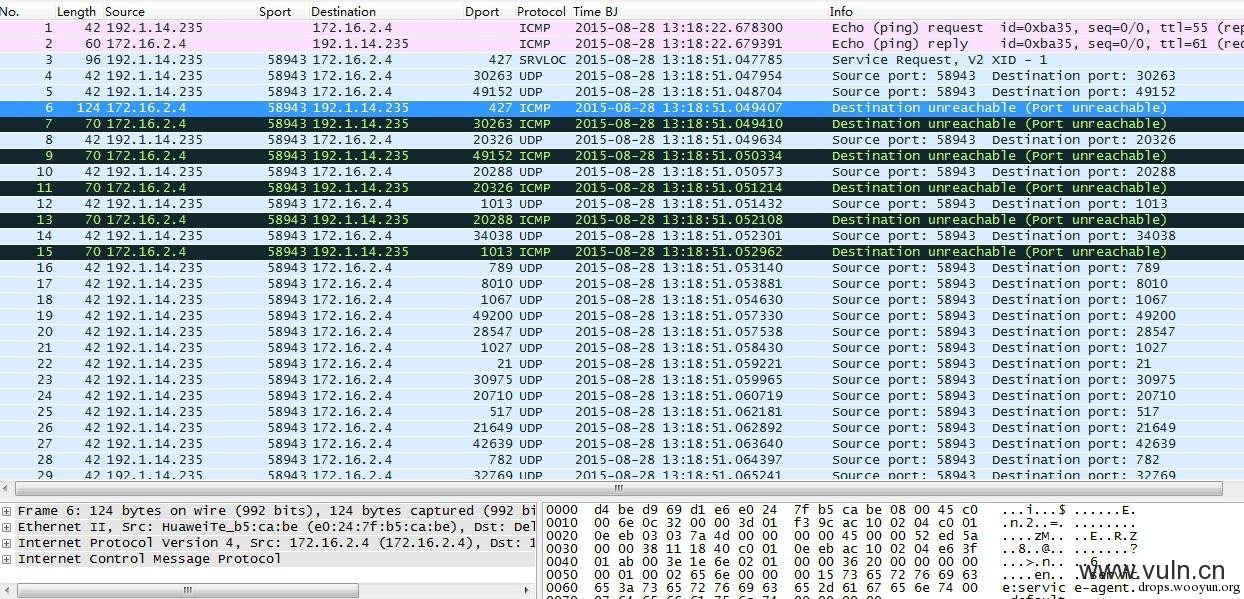 No. Length Source Sport Destination Dport Protocol Time BJ Info
1 42 192.1.14.235 172.16.2.4 ICMP 2015-08-28 13:18:22.678300 Echo (ping) request id=0xba35, seq=0/0, ttl=55 (rep
2 60 172.16.2.4 192.1.14.235 ICMP 2015-08-28 13:18:22.679391 Echo (ping) reply id=0xba35, seq=0/0, ttl=61 (req
3 96 192.1.14.235 58943 172.16.2.4 427 SRVLOC 2015-08-28 13:18:51.047785 Service Request, V2 XID - 1
4 42 192.1.14.235 58943 172.16.2.4 30263 UDP 2015-08-28 13:18:51.047954 Source port: 58943 Destination port: 30263
5 42 192.1.14.235 58943 172.16.2.4 49152 UDP 2015-08-28 13:18:51.048704 Source port: 58943 Destination port: 49152
6 124 172.16.2.4 58943 192.1.14.235 427 ICMP 2015-08-28 13:18:51.049407 Destination unreachable (Port unreachable)
7 70 172.16.2.4 58943 192.1.14.235 30263 ICMP 2015-08-28 13:18:51.049410 Destination unreachable (Port unreachable)
8 42 192.1.14.235 58943 172.16.2.4 20326 UDP 2015-08-28 13:18:51.049634 Source port: 58943 Destination port: 20326
9 70 172.16.2.4 58943 192.1.14.235 49152 ICMP 2015-08-28 13:18:51.050334 Destination unreachable (Port unreachable)
10 42 192.1.14.235 58943 172.16.2.4 20288 UDP 2015-08-28 13:18:51.050573 Source port: 58943 Destination port: 20288
11 70 172.16.2.4 58943 192.1.14.235 20326 ICMP 2015-08-28 13:18:51.051214 Destination unreachable (Port unreachable)
12 42 192.1.14.235 58943 172.16.2.4 1013 UDP 2015-08-28 13:18:51.051432 Source port: 58943 Destination port: 1013
13 70 172.16.2.4 58943 192.1.14.235 20288 ICMP 2015-08-28 13:18:51.052108 Destination unreachable (Port unreachable)
14 42 192.1.14.235 58943 172.16.2.4 34038 UDP 2015-08-28 13:18:51.052301 Source port: 58943 Destination port: 34038
15 70 172.16.2.4 58943 192.1.14.235 1013 ICMP 2015-08-28 13:18:51.052962 Destination unreachable (Port unreachable)
16 42 192.1.14.235 58943 172.16.2.4 789 UDP 2015-08-28 13:18:51.053140 Source port: 58943 Destination port: 789
17 42 192.1.14.235 58943 172.16.2.4 8010 UDP 2015-08-28 13:18:51.053881 Source port: 58943 Destination port: 8010
18 42 192.1.14.235 58943 172.16.2.4 1067 UDP 2015-08-28 13:18:51.054630 Source port: 58943 Destination port: 1067
19 42 192.1.14.235 58943 172.16.2.4 49200 UDP 2015-08-28 13:18:51.057330 Source port: 58943 Destination port: 49200
20 42 192.1.14.235 58943 172.16.2.4 28547 UDP 2015-08-28 13:18:51.057538 Source port: 58943 Destination port: 28547
21 42 192.1.14.235 58943 172.16.2.4 1027 UDP 2015-08-28 13:18:51.058430 Source port: 58943 Destination port: 1027
22 42 192.1.14.235 58943 172.16.2.4 21 UDP 2015-08-28 13:18:51.059221 Source port: 58943 Destination port: 21
23 42 192.1.14.235 58943 172.16.2.4 30975 UDP 2015-08-28 13:18:51.059965 Source port: 58943 Destination port: 30975
24 42 192.1.14.235 58943 172.16.2.4 20710 UDP 2015-08-28 13:18:51.060719 Source port: 58943 Destination port: 20710
25 42 192.1.14.235 58943 172.16.2.4 517 UDP 2015-08-28 13:18:51.062181 Source port: 58943 Destination port: 517
26 42 192.1.14.235 58943 172.16.2.4 21649 UDP 2015-08-28 13:18:51.062892 Source port: 58943 Destination port: 21649
27 42 192.1.14.235 58943 172.16.2.4 42639 UDP 2015-08-28 13:18:51.063640 Source port: 58943 Destination port: 42639
28 42 192.1.14.235 58943 172.16.2.4 782 UDP 2015-08-28 13:18:51.064397 Source port: 58943 Destination port: 782
29 42 192.1.14.235 58943 172.16.2.4 32769 UDP 2015-08-28 13:18:51.065241 Source port: 58943 Destination port: 32769
Frame 6: 124 bytes on wire (992 bits), 124 bytes captured (992 bi
Ethernet II, Src: HuaweiTe_b5:ca:be (e0:24:7f:b5:ca:be), Dst: Del
Internet Protocol Version 4, Src: 172.16.2.4 (172.16.2.4), Dst: 1
Internet Control Message Protocol
0000 d4 be d9 69 d1 e6 e0 24 7f b5 ca be 08 00 45 c0 ...i...$ ......E.
0010 00 6e 0c 32 00 00 3d 01 f3 9c ac 10 02 04 c0 01 .n.2..=. ........
0020 0e eb 03 03 7a 4d 00 00 00 00 45 00 00 52 ed 5a ....zM.. ..E..R.Z
0030 00 00 38 11 18 40 c0 01 0e eb ac 10 02 04 e6 3f ..8..@.. .......?
0040 01 ab 00 3e 1e 6e 02 01 00 00 36 20 00 00 00 00 ...>.n.. ..6 ....
0050 00 01 00 02 65 6e 00 00 00 15 73 65 72 76 69 63 ....en.. ..servic
0060 65 3a 73 65 72 76 69 63 65 2d 61 67 65 6e 74 00 e:servic e-agent.
www.vuln.cn
drops.wooyun.org